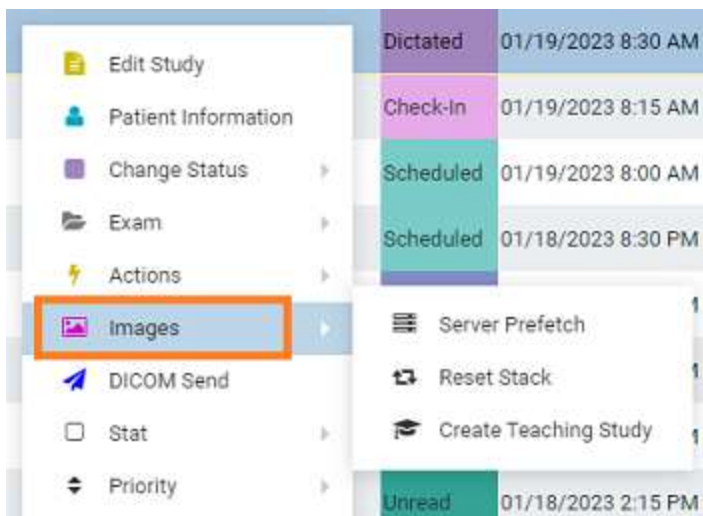 Edit Study
Patient Information
Change Status
Exam
Actions
Images
DICOM Send
Stat
Priority
Server Prefetch
Reset Stack
Create Teaching Study
Dictated 01/19/2023 8:30 AM
Check-In 01/19/2023 8:15 AM
Scheduled 01/19/2023 8:00 AM
Scheduled 01/18/2023 8:30 PM
Unread 01/18/2023 2:15 PM